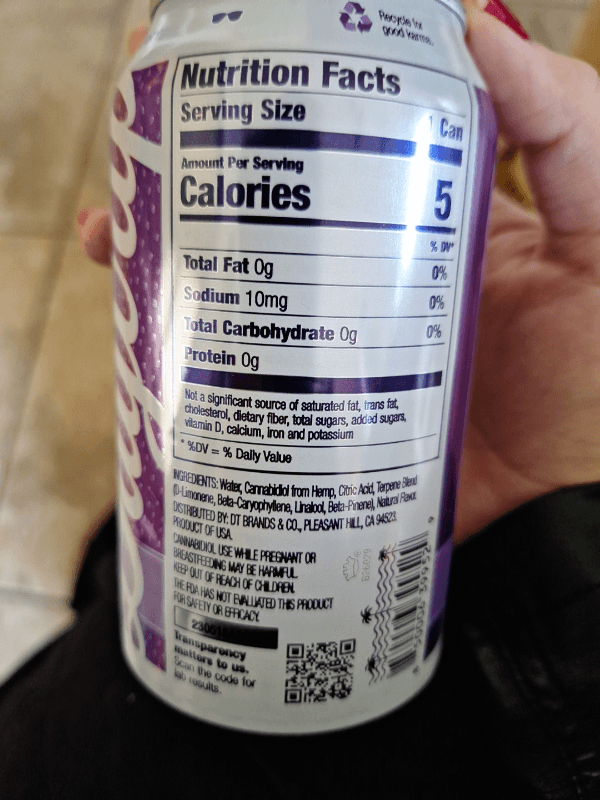 Recycle for
good karma.
Nutrition Facts
Serving Size
1 Can
Amount Per Serving
Calories 5
% DV*
Total Fat 0g 0%
Sodium 10mg 0%
Total Carbohydrate 0g 0%
Protein 0g
Not a significant source of saturated fat, trans fat,
cholesterol, dietary fiber, total sugars, added sugars,
vitamin D, calcium, iron and potassium
* %DV = % Daily Value
INGREDIENTS: Water, Cannabidiol from Hemp, Citric Acid, Terpene Blend
(D-Limonene, Beta-Caryophyllene, Linalool, Beta-Pinene), Natural Flavor.
DISTRIBUTED BY: DT BRANDS & CO., PLEASANT HILL, CA 94523.
PRODUCT OF USA.
CANNABIDIOL USE WHILE PREGNANT OR
BREASTFEEDING MAY BE HARMFUL.
KEEP OUT OF REACH OF CHILDREN.
THE FDA HAS NOT EVALUATED THIS PRODUCT
FOR SAFETY OR EFFICACY.
Transparency
matters to us.
Scan the code for
lab results.